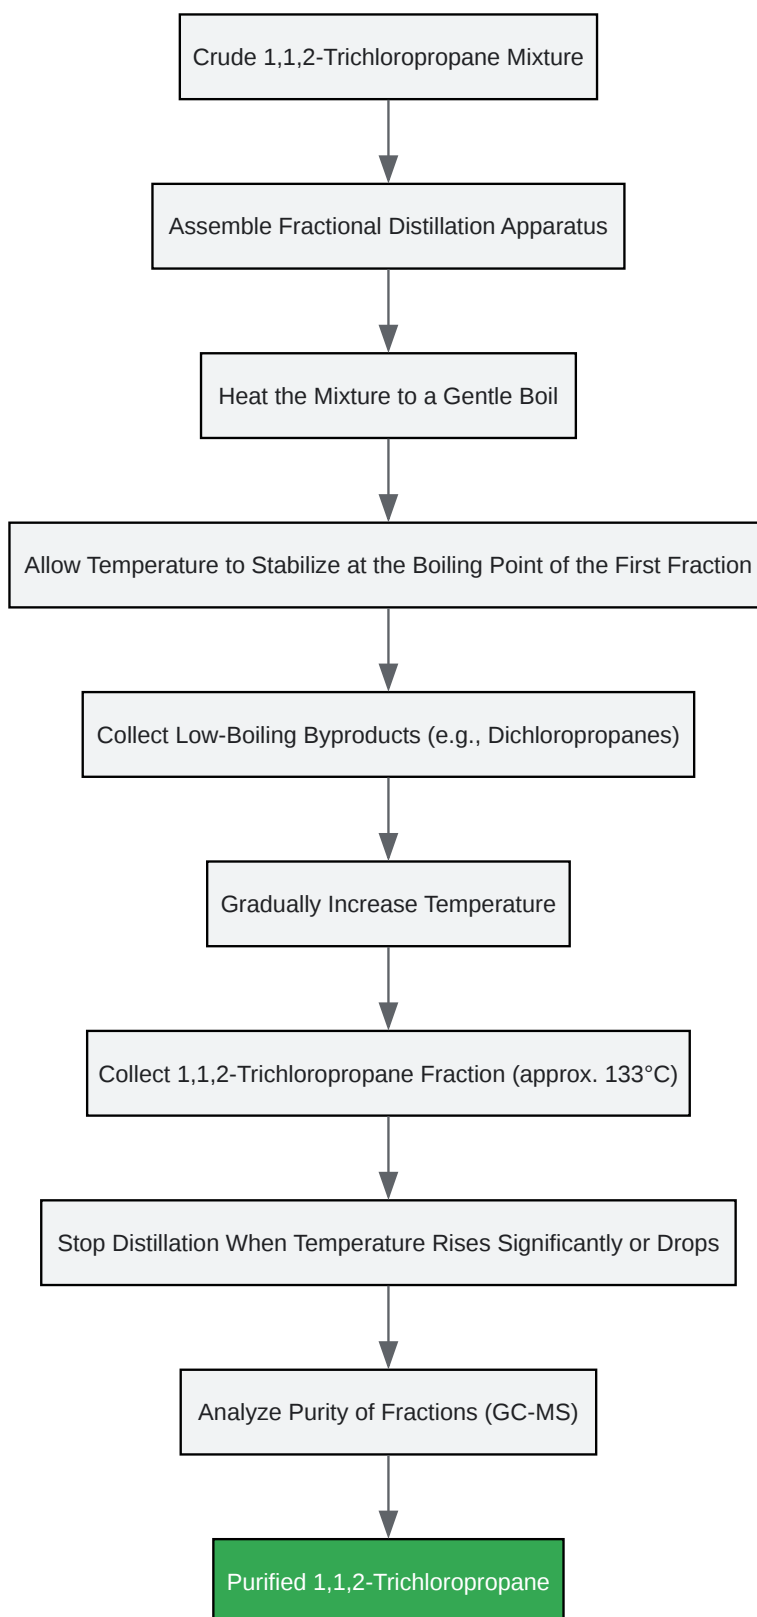 Crude 1,1,2-Trichloropropane Mixture
Assemble Fractional Distillation Apparatus
Heat the Mixture to a Gentle Boil
Allow Temperature to Stabilize at the Boiling Point of the First Fraction
Collect Low-Boiling Byproducts (e.g., Dichloropropanes)
Gradually Increase Temperature
Collect 1,1,2-Trichloropropane Fraction (approx. 133°C)
Stop Distillation When Temperature Rises Significantly or Drops
Analyze Purity of Fractions (GC-MS)
Purified 1,1,2-Trichloropropane